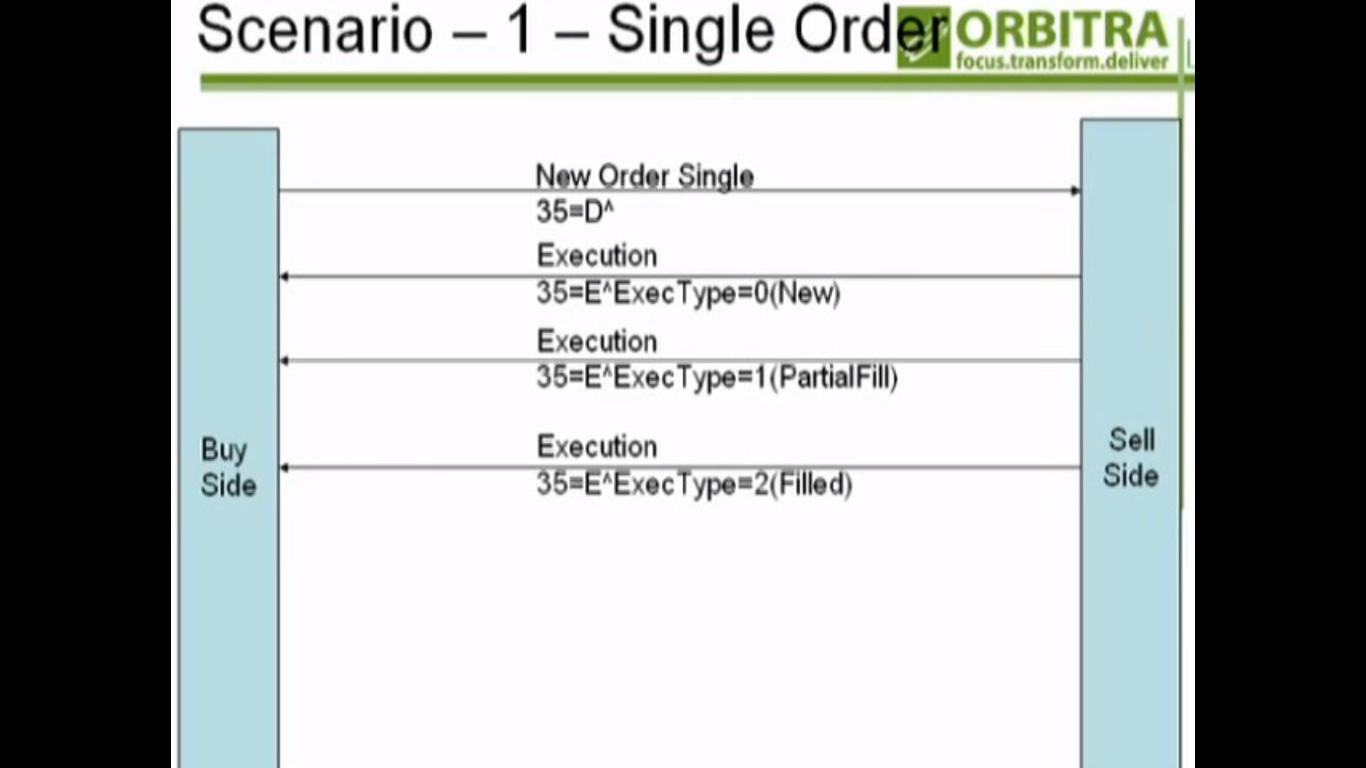 Scenario – 1 – Single Order
ORBITRA
focus.transform.deliver
New Order Single
35=D^
Execution
35=E^ExecType=0(New)
Execution
35=E^ExecType=1(PartialFill)
Execution
35=E^ExecType=2(Filled)
Buy
Side
Sell
Side